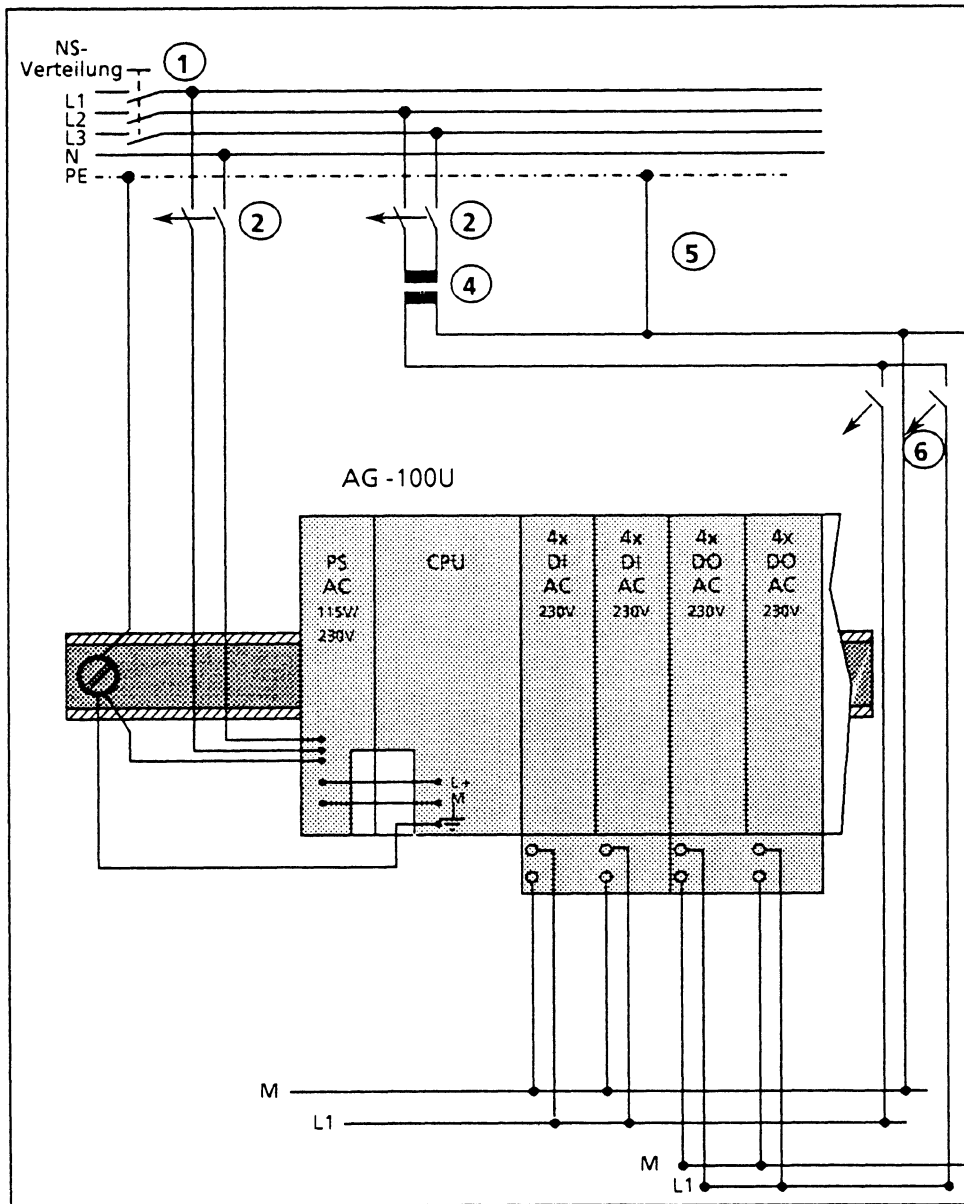 NS-
Verteilung
1
L1
L2
L3
N
PE
2
2
5
4
6
AG -100U
PS
AC
115V/
230V
CPU
4x
DI
AC
230V
4x
DI
AC
230V
4x
DO
AC
230V
4x
DO
AC
230V
L+
M
M
L1
M
L1